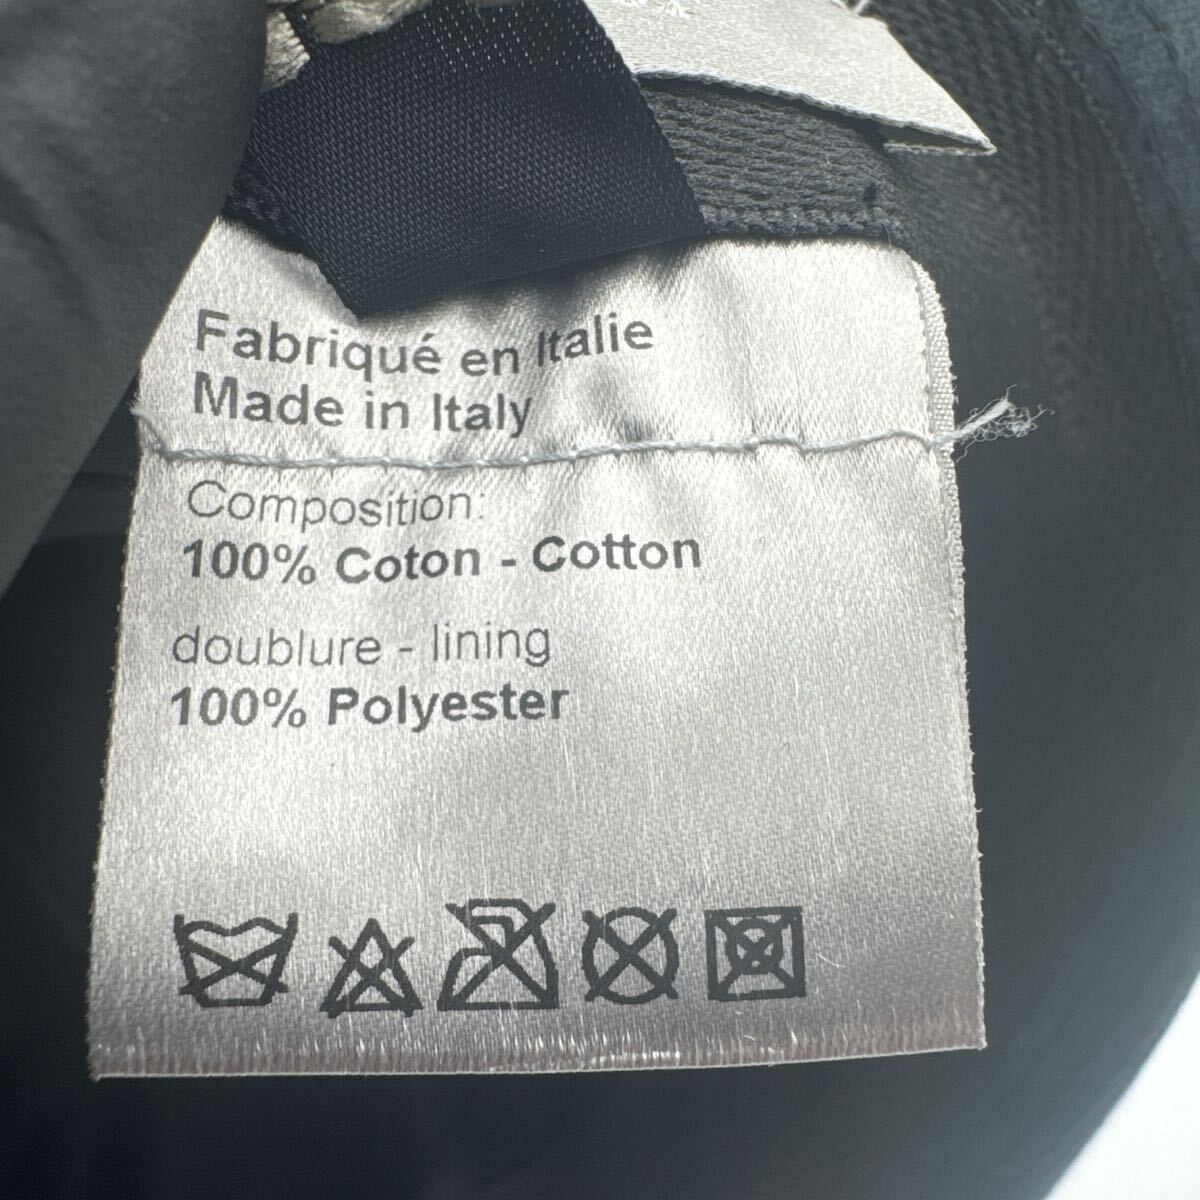 Fabriqué en Italie
Made in Italy
Composition:
100% Coton - Cotton
doublure - lining
100% Polyester